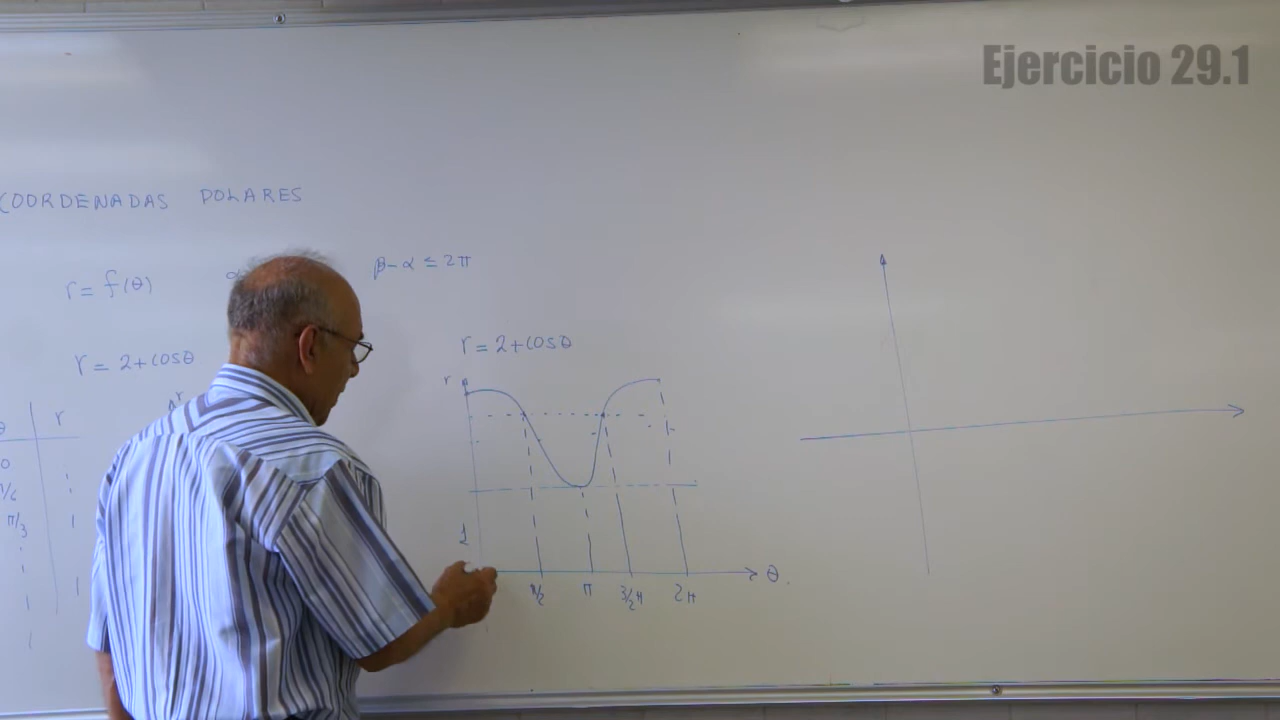 Ejercicio 29.1
COORDENADAS POLARES
r = f(θ)
β - α ≤ 2π
r = 2+cosθ
θ r
0
π/6
π/3
r
r = 2+cosθ
r
1
π/2 π 3/2π 2π θ